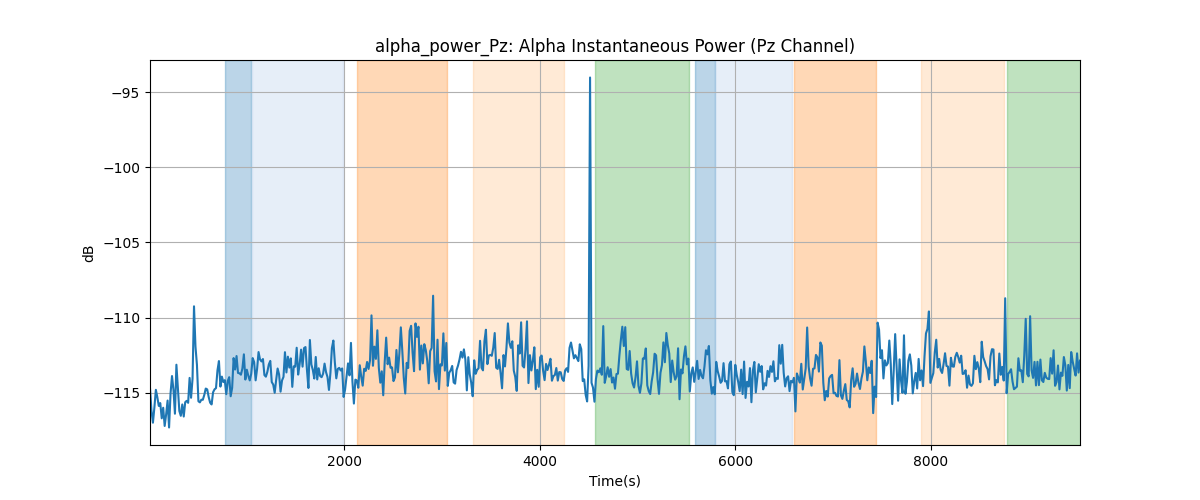 alpha_power_Pz: Alpha Instantaneous Power (Pz Channel)
−95
−100
−105
−110
−115
dB
2000 4000 6000 8000
Time(s)